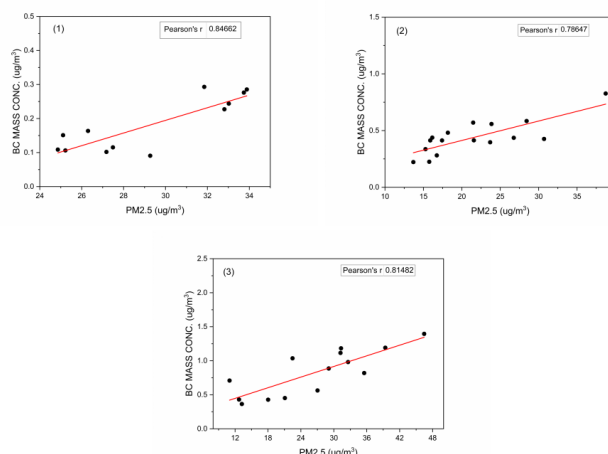 (1)
Pearson's r 0.84662
BC MASS CONC. (ug/m³)
0.5
0.4
0.3
0.2
0.1
0.0
24 26 28 30 32 34
PM2.5 (ug/m³)
(2)
Pearson's r 0.78647
BC MASS CONC. (ug/m³)
1.5
1.0
0.5
0.0
10 15 20 25 30 35
PM2.5 (ug/m³)
(3)
Pearson's r 0.81482
BC MASS CONC. (ug/m³)
2.5
2.0
1.5
1.0
0.5
0.0
12 18 24 30 36 42 48
PM2.5 (ug/m³)